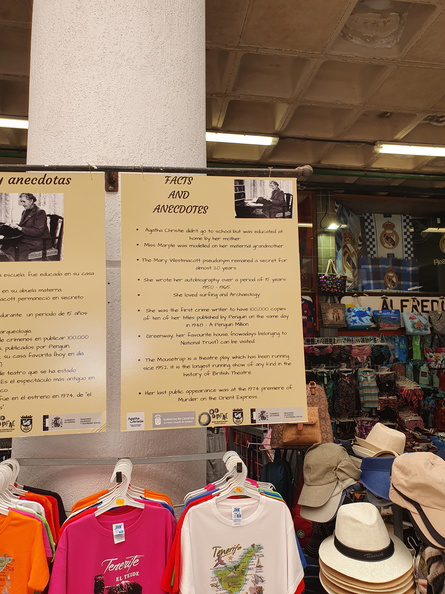 y anecdotas
escuela, fue educada en su casa
su abuela materna.
macott permaneció en secreto
durante un periodo de 15 años
arqueología.
de crímenes en publicar 100.000
publicados por Penguin.
su casa favorita (hoy en día
de teatro que se ha estado
Es el espectáculo más antiguo en
fue en el estreno en 1974, de "el
FACTS
AND
ANECDOTES
• Agatha Christie didn't go to school but was educated at
home by her mother.
• Miss Marple was modelled on her maternal grandmother.
• The Mary Westmacott pseudonym remained a secret for
almost 20 years.
• She wrote her autobiography over a period of 15 years
1950 - 1965
• She loved surfing and Archaeology
• She was the first crime writer to have 100,000 copies
of ten of her titles published by Penguin on the same day
in 1948 - A Penguin Million.
• Greenway, her favourite house, (nowadays belonging to
National Trust) can be visited.
• The Mousetrap is a theatre play which has been running
since 1952. It is the longest running show of any kind in the
history of British Theatre.
• Her last public appearance was at the 1974 premiere of
Murder on the Orient Express
Agatha
Christie
ALFREDO
Tenerife
EL TEIDE
Tenerife